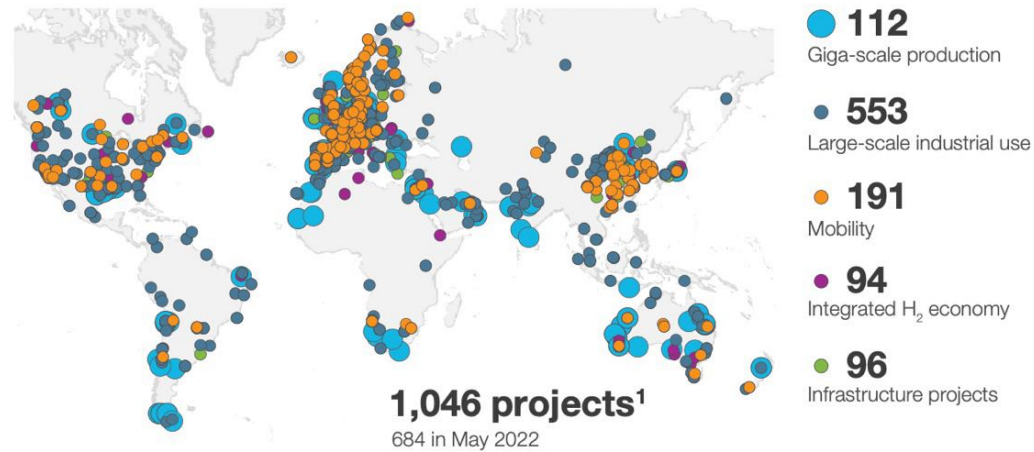 112
Giga-scale production
553
Large-scale industrial use
191
Mobility
94
Integrated H₂ economy
96
Infrastructure projects
1,046 projects¹
684 in May 2022